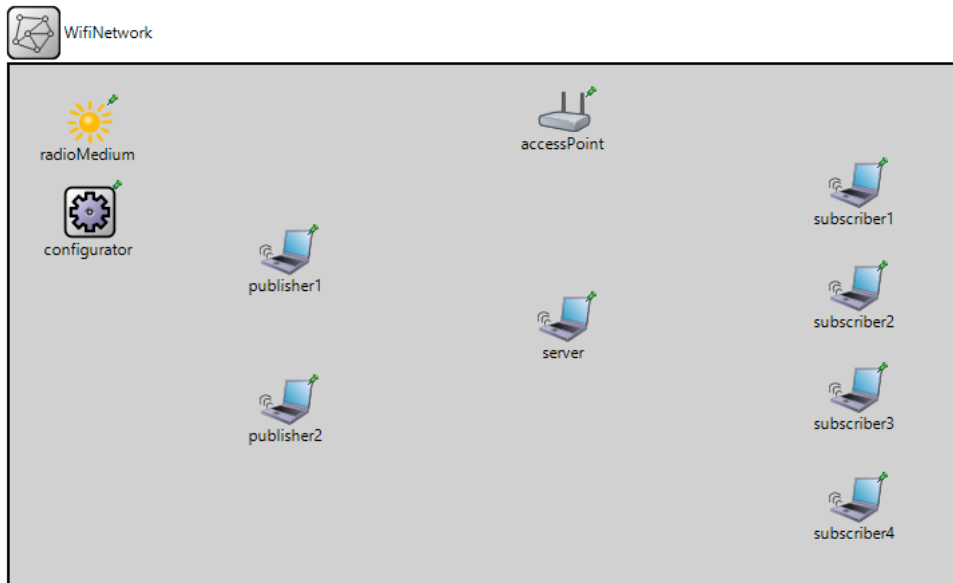 WifiNetwork
radioMedium
accessPoint
configurator
subscriber1
publisher1
subscriber2
server
subscriber3
publisher2
subscriber4